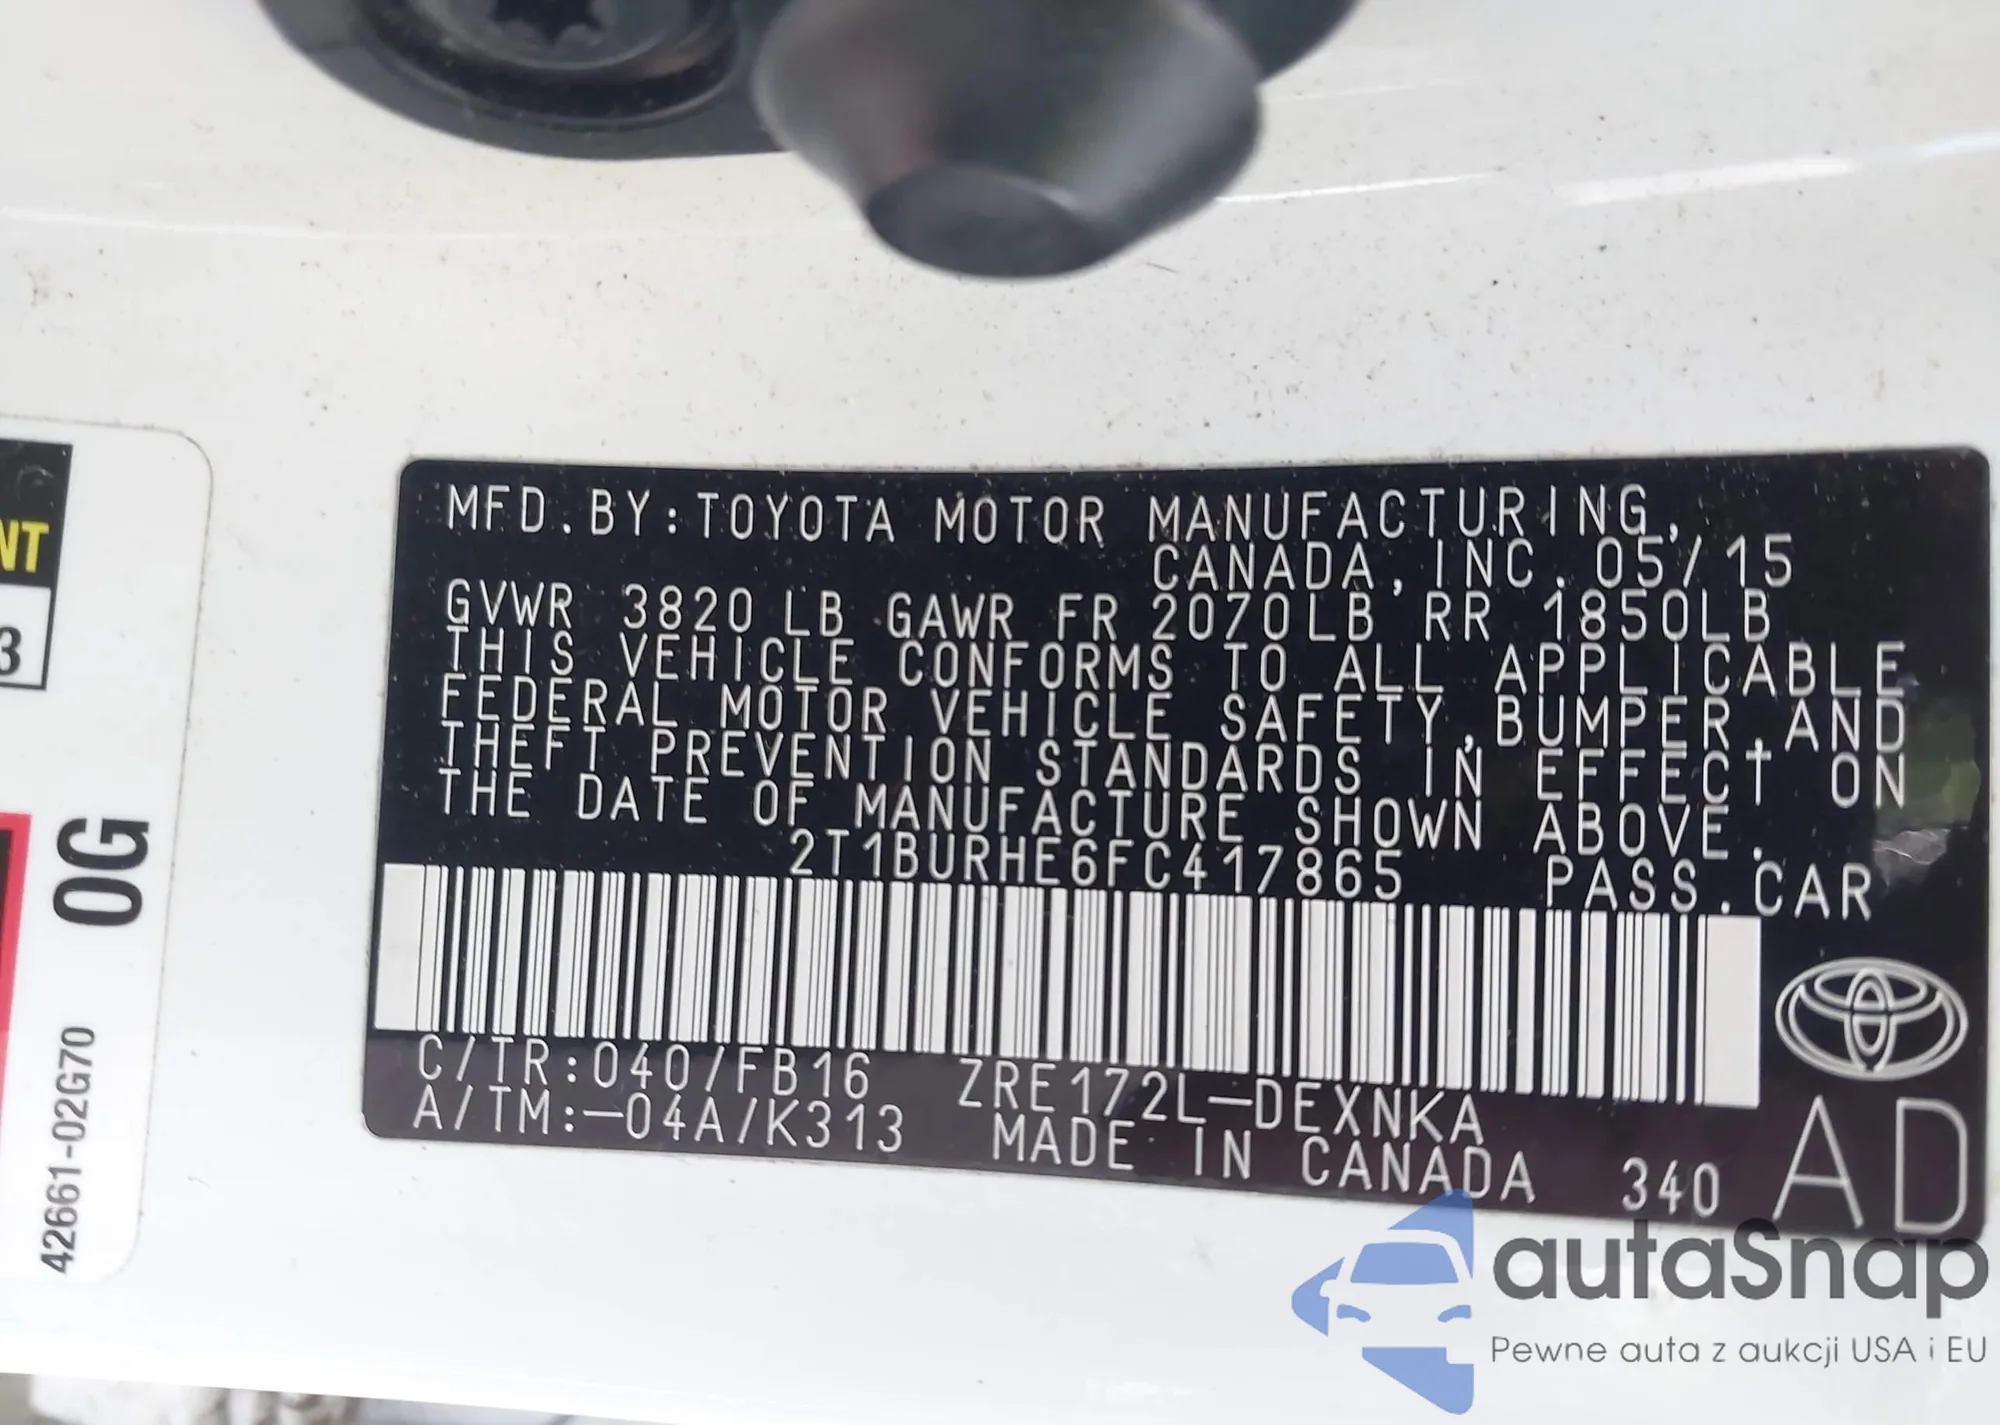 MFD.BY:TOYOTA MOTOR MANUFACTURING,
CANADA,INC. 05/15
GVWR 3820 LB GAWR FR 2070LB RR 1850LB
THIS VEHICLE CONFORMS TO ALL APPLICABLE
FEDERAL MOTOR VEHICLE SAFETY,BUMPER,AND
THEFT PREVENTION STANDARDS IN EFFECT ON
THE DATE OF MANUFACTURE SHOWN ABOVE.
2T1BURHE6FC417865 PASS.CAR
C/TR:040/FB16 ZRE172L-DEXNKA
A/TM:-04A/K313 MADE IN CANADA 340 AD
NT
3
0G
42661-02G70
autaSnap
Pewne auta z aukcji USA i EU